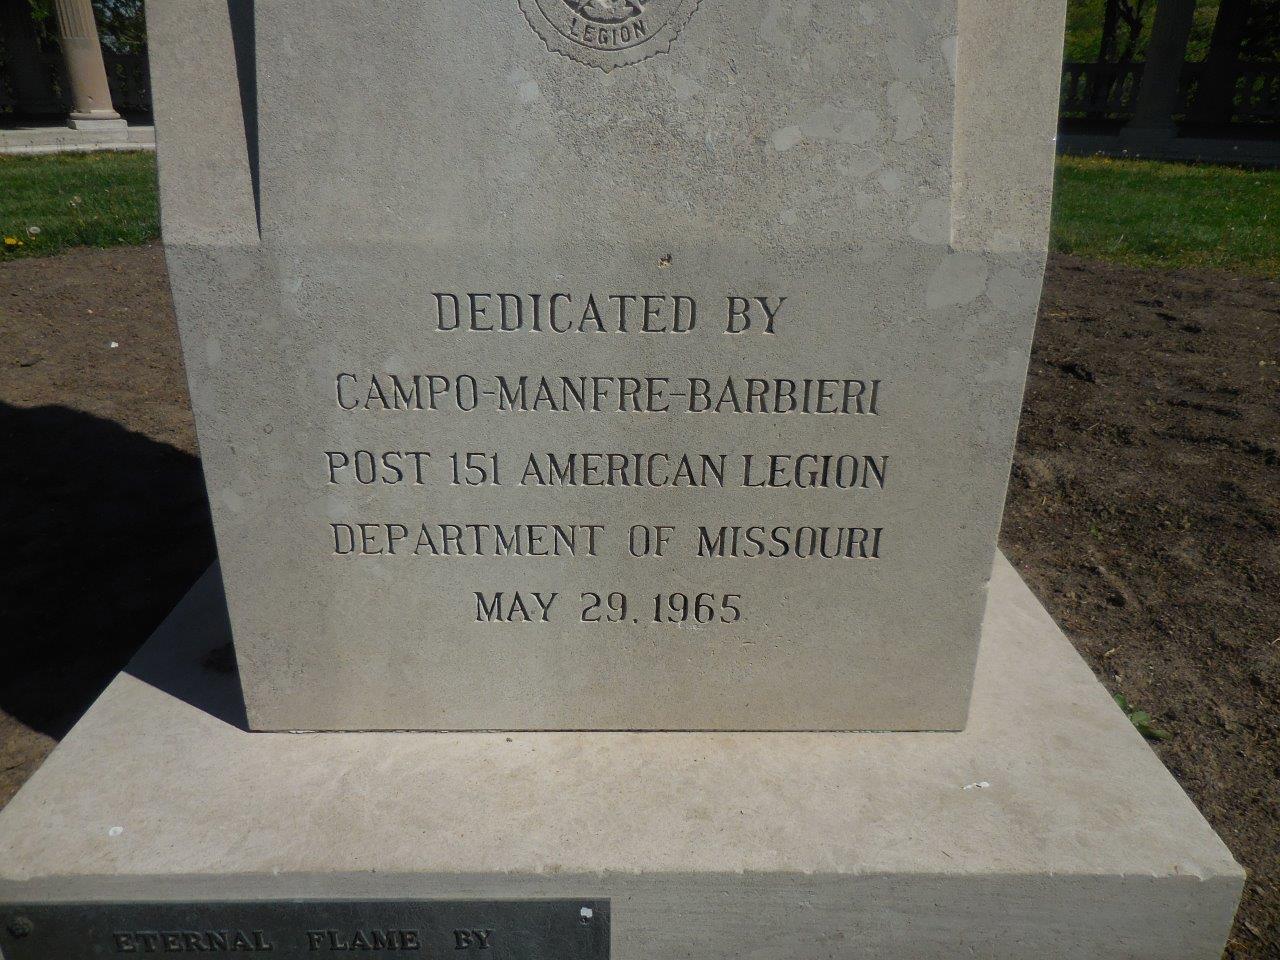 LEGION
DEDICATED BY
CAMPO-MANFRE-BARBIERI
POST 151 AMERICAN LEGION
DEPARTMENT OF MISSOURI
MAY 29, 1965
ETERNAL FLAME BY